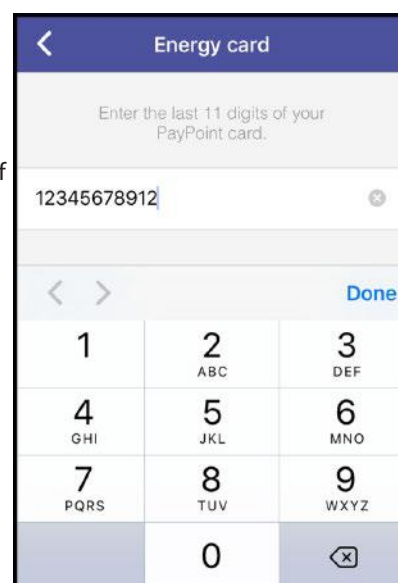 Energy card
Enter the last 11 digits of your
PayPoint card.
f
12345678912
Done
1 2 3
ABC DEF
4 5 6
GHI JKL MNO
7 8 9
PQRS TUV WXYZ
0